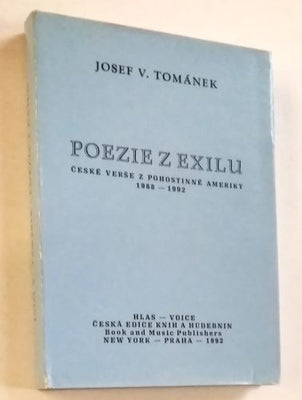 JOSEF V. TOMÁNEK
POEZIE Z EXILU
ČESKÉ VERŠE Z POHOSTINNÉ AMERIKY
1988 — 1992
HLAS — VOICE
ČESKÁ EDICE KNIH A HUDEBNIN
Book and Music Publishers
NEW YORK — PRAHA — 1992